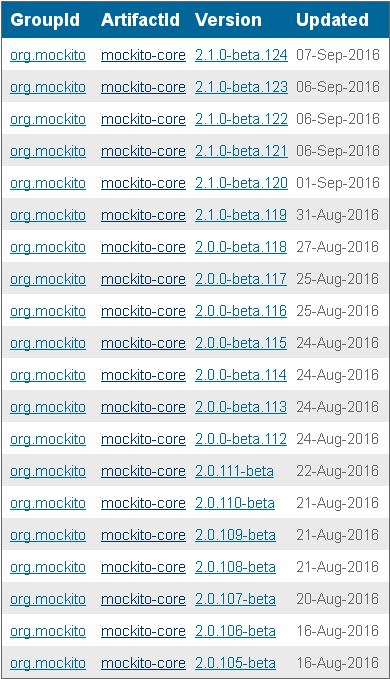 GroupId ArtifactId Version Updated
org.mockito mockito-core 2.1.0-beta.124 07-Sep-2016
org.mockito mockito-core 2.1.0-beta.123 06-Sep-2016
org.mockito mockito-core 2.1.0-beta.122 06-Sep-2016
org.mockito mockito-core 2.1.0-beta.121 06-Sep-2016
org.mockito mockito-core 2.1.0-beta.120 01-Sep-2016
org.mockito mockito-core 2.1.0-beta.119 31-Aug-2016
org.mockito mockito-core 2.0.0-beta.118 27-Aug-2016
org.mockito mockito-core 2.0.0-beta.117 25-Aug-2016
org.mockito mockito-core 2.0.0-beta.116 25-Aug-2016
org.mockito mockito-core 2.0.0-beta.115 24-Aug-2016
org.mockito mockito-core 2.0.0-beta.114 24-Aug-2016
org.mockito mockito-core 2.0.0-beta.113 24-Aug-2016
org.mockito mockito-core 2.0.0-beta.112 24-Aug-2016
org.mockito mockito-core 2.0.111-beta 22-Aug-2016
org.mockito mockito-core 2.0.110-beta 21-Aug-2016
org.mockito mockito-core 2.0.109-beta 21-Aug-2016
org.mockito mockito-core 2.0.108-beta 21-Aug-2016
org.mockito mockito-core 2.0.107-beta 20-Aug-2016
org.mockito mockito-core 2.0.106-beta 16-Aug-2016
org.mockito mockito-core 2.0.105-beta 16-Aug-2016